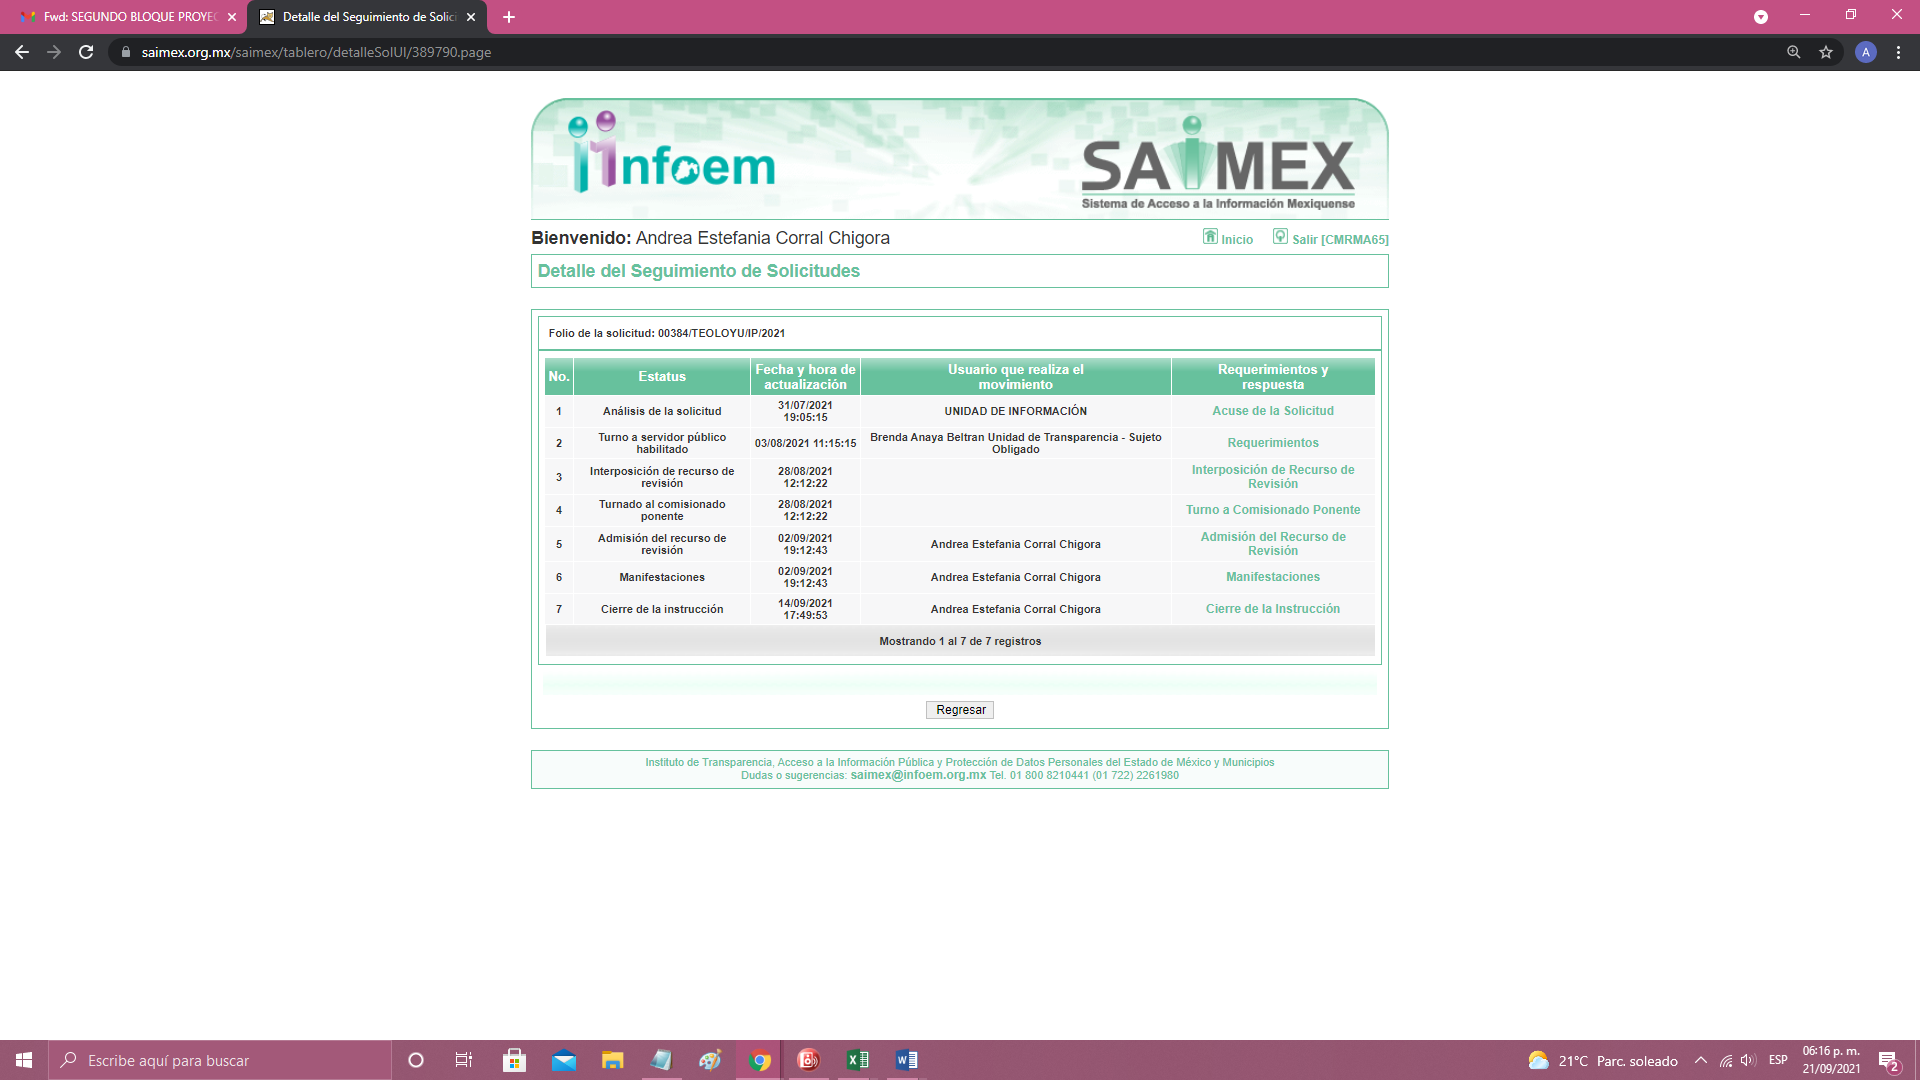 Fwd: SEGUNDO BLOQUE PROYEC
Detalle del Seguimiento de Solici
saimex.org.mx/saimex/tablero/detalleSolUI/389790.page
A
infoem
SAIMEX
Sistema de Acceso a la Información Mexiquense
Bienvenido: Andrea Estefania Corral Chigora
Inicio
Salir [CMRMA65]
Detalle del Seguimiento de Solicitudes
Folio de la solicitud: 00384/TEOLOYU/IP/2021
No. Estatus Fecha y hora de actualización Usuario que realiza el movimiento Requerimientos y respuesta
1 Análisis de la solicitud 31/07/2021 19:05:15 UNIDAD DE INFORMACIÓN Acuse de la Solicitud
2 Turno a servidor público habilitado 03/08/2021 11:15:15 Brenda Anaya Beltran Unidad de Transparencia - Sujeto Obligado Requerimientos
3 Interposición de recurso de revisión 28/08/2021 12:12:22 Interposición de Recurso de Revisión
4 Turnado al comisionado ponente 28/08/2021 12:12:22 Turno a Comisionado Ponente
5 Admisión del recurso de revisión 02/09/2021 19:12:43 Andrea Estefania Corral Chigora Admisión del Recurso de Revisión
6 Manifestaciones 02/09/2021 19:12:43 Andrea Estefania Corral Chigora Manifestaciones
7 Cierre de la instrucción 14/09/2021 17:49:53 Andrea Estefania Corral Chigora Cierre de la Instrucción
Mostrando 1 al 7 de 7 registros
Regresar
Instituto de Transparencia, Acceso a la Información Pública y Protección de Datos Personales del Estado de México y Municipios
Dudas o sugerencias: saimex@infoem.org.mx Tel. 01 800 8210441 (01 722) 2261980
Escribe aquí para buscar
21°C Parc. soleado
ESP
06:16 p. m.
21/09/2021
2